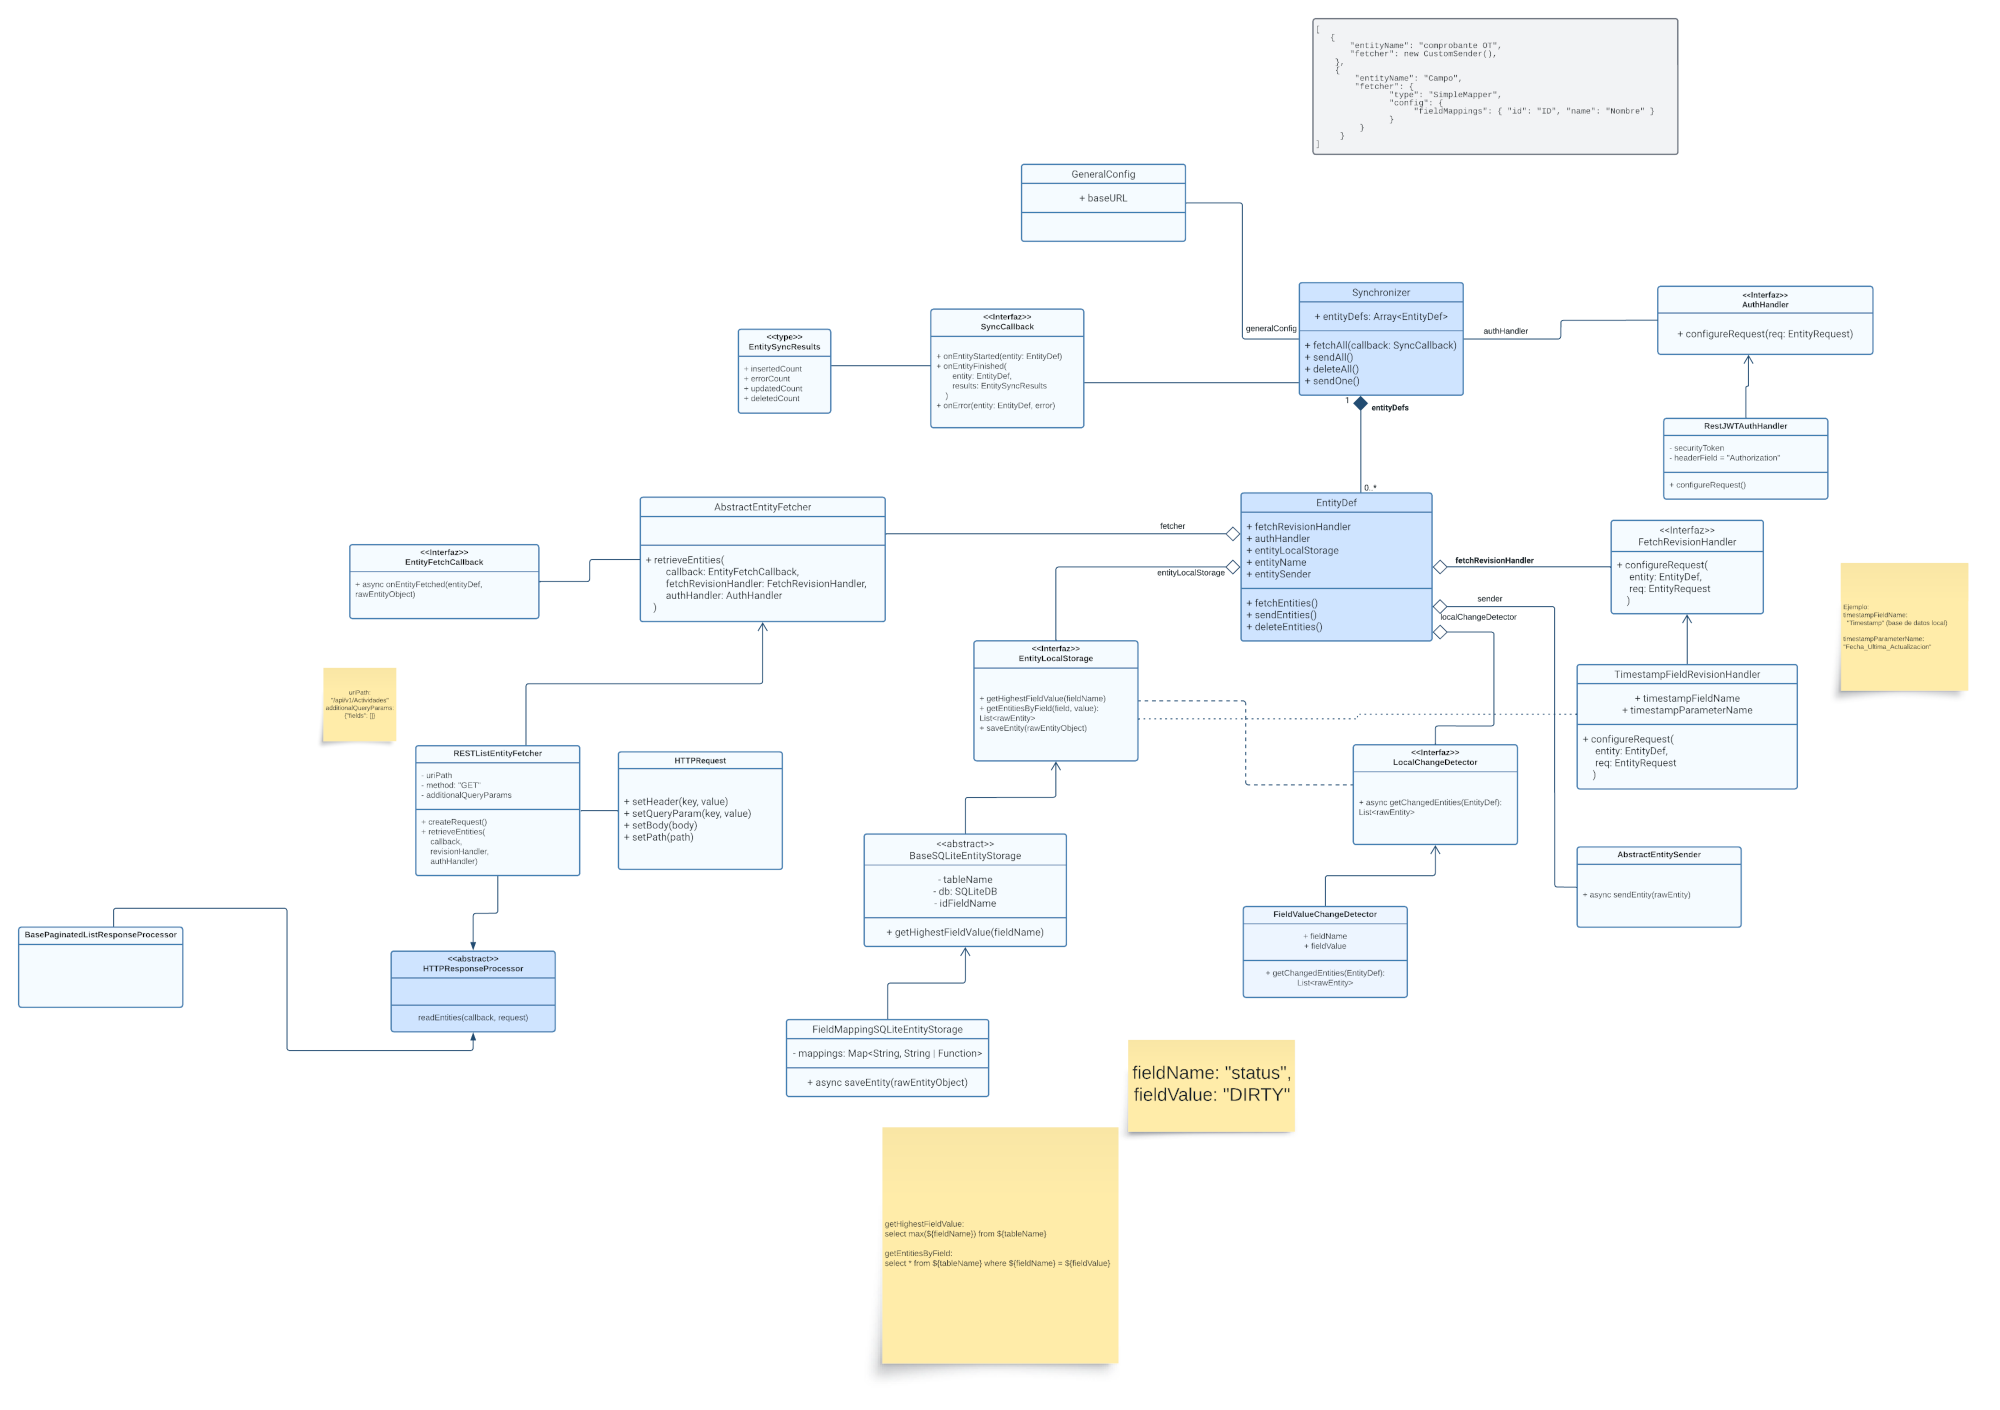 [
{
"entityName": "comprobante OT",
"fetcher": new CustomSender(),
},
{
"entityName": "Campo",
"fetcher": {
"type": "SimpleMapper",
"config": {
"fieldMappings": { "id": "ID", "name": "Nombre" }
}
}
}
]
GeneralConfig
+ baseURL
Synchronizer
+ entityDefs: Array<EntityDef>
+ fetchAll(callback: SyncCallback)
+ sendAll()
+ deleteAll()
+ sendOne()
generalConfig
authHandler
<<Interfaz>>
AuthHandler
+ configureRequest(req: EntityRequest)
<<Interfaz>>
SyncCallback
+ onEntityStarted(entity: EntityDef)
+ onEntityFinished(
entity: EntityDef,
results: EntitySyncResults
)
+ onError(entity: EntityDef, error)
<<type>>
EntitySyncResults
+ insertedCount
+ errorCount
+ updatedCount
+ deletedCount
1
entityDefs
0..*
RestJWTAuthHandler
- securityToken
- headerField = "Authorization"
+ configureRequest()
EntityDef
+ fetchRevisionHandler
+ authHandler
+ entityLocalStorage
+ entityName
+ entitySender
+ fetchEntities()
+ sendEntities()
+ deleteEntities()
fetcher
entityLocalStorage
fetchRevisionHandler
sender
localChangeDetector
AbstractEntityFetcher
+ retrieveEntities(
callback: EntityFetchCallback,
fetchRevisionHandler: FetchRevisionHandler,
authHandler: AuthHandler
)
<<Interfaz>>
EntityFetchCallback
+ async onEntityFetched(entityDef,
rawEntityObject)
<<Interfaz>>
FetchRevisionHandler
+ configureRequest(
entity: EntityDef,
req: EntityRequest
)
Ejemplo:
timestampFieldName:
"Timestamp" (base de datos local)
timestampParameterName:
"Fecha_Ultima_Actualizacion"
TimestampFieldRevisionHandler
+ timestampFieldName
+ timestampParameterName
+ configureRequest(
entity: EntityDef,
req: EntityRequest
)
<<Interfaz>>
EntityLocalStorage
+ getHighestFieldValue(fieldName)
+ getEntitiesByField(field, value):
List<rawEntity>
+ saveEntity(rawEntityObject)
uriPath:
"/api/v1/Actividades"
additionalQueryParams:
{"fields": []}
RESTListEntityFetcher
- uriPath
- method: "GET"
- additionalQueryParams
+ createRequest()
+ retrieveEntities(
callback,
revisionHandler,
authHandler)
HTTPRequest
+ setHeader(key, value)
+ setQueryParam(key, value)
+ setBody(body)
+ setPath(path)
<<Interfaz>>
LocalChangeDetector
+ async getChangedEntities(EntityDef):
List<rawEntity>
<<abstract>>
BaseSQLiteEntityStorage
- tableName
- db: SQLiteDB
- idFieldName
+ getHighestFieldValue(fieldName)
AbstractEntitySender
+ async sendEntity(rawEntity)
FieldValueChangeDetector
+ fieldName
+ fieldValue
+ getChangedEntities(EntityDef):
List<rawEntity>
BasePaginatedListResponseProcessor
<<abstract>>
HTTPResponseProcessor
readEntities(callback, request)
FieldMappingSQLiteEntityStorage
- mappings: Map<String, String | Function>
+ async saveEntity(rawEntityObject)
fieldName: "status",
fieldValue: "DIRTY"
getHighestFieldValue:
select max(${fieldName}) from ${tableName}
getEntitiesByField:
select * from ${tableName} where ${fieldName} = ${fieldValue}